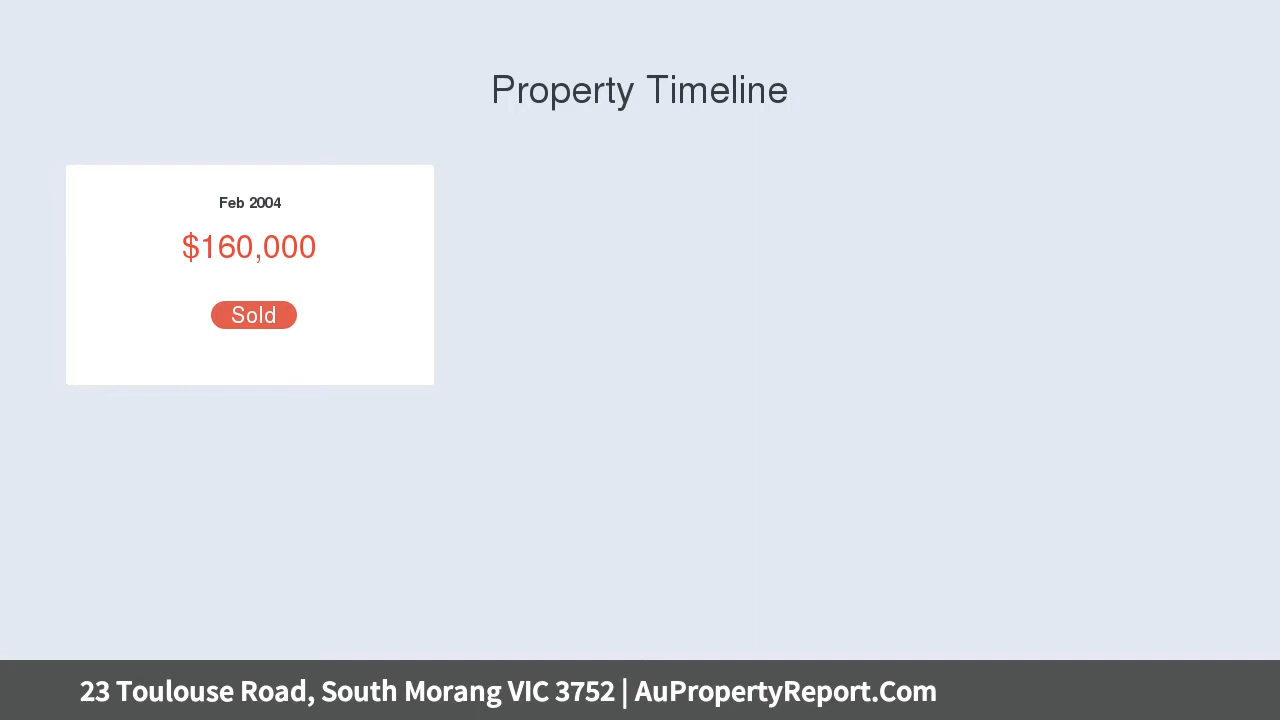 Property Timeline
Feb 2004
$160,000
Sold
23 Toulouse Road, South Morang VIC 3752 | AuPropertyReport.Com